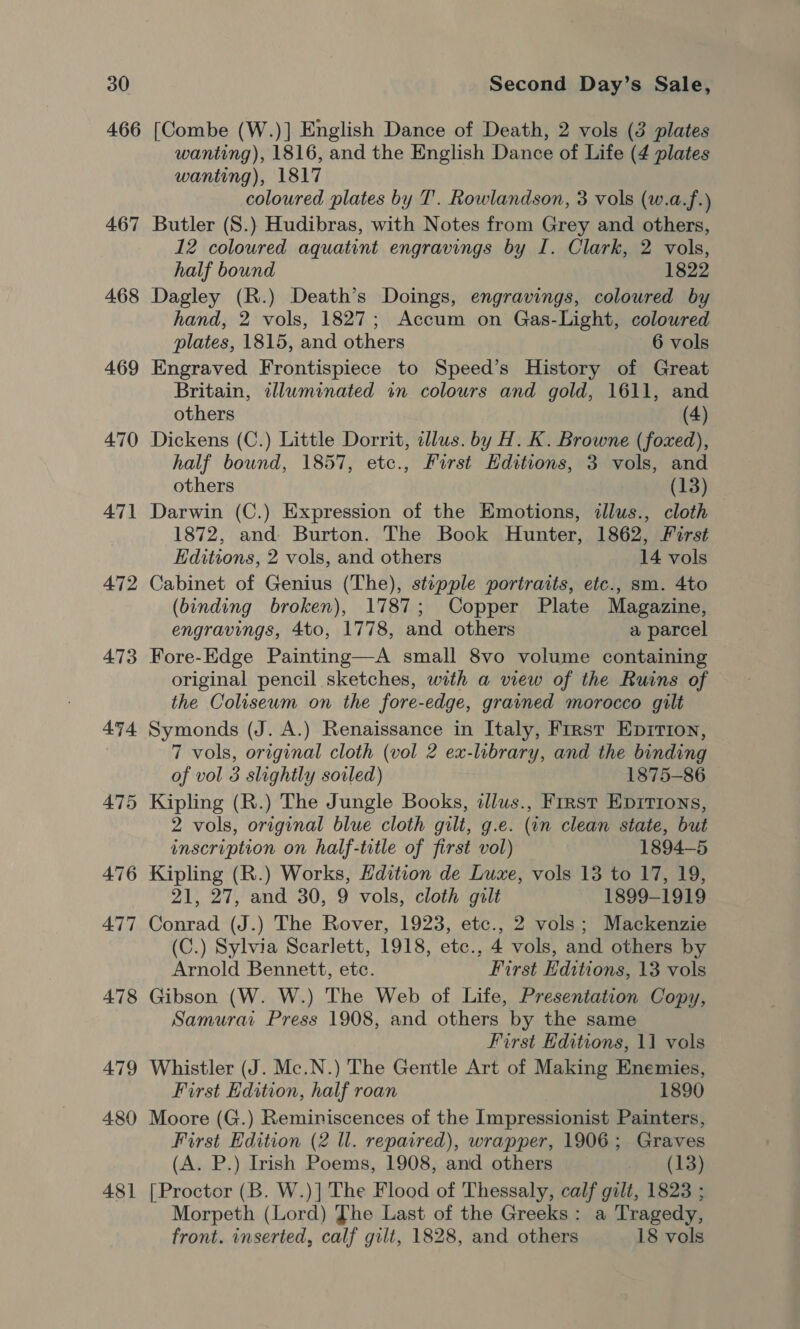 30 Second Day's Sale,
466 [Combe (W.)] English Dance of Death, 2 vols (3 plates
wanting), 1816, and the English Dance of Life (4 plates
wanting), 1817
coloured plates by T. Rowlandson, 3 vols (w.a.f.)
467 Butler (S.) Hudibras, with Notes from Grey and others,
12 coloured aquatint engravings by I. Clark, 2 vols,
half bound 1822
468 Dagley (R.) Death's Doings, engravings, coloured by
hand, 2 vols, 1827; Accum on Gas-Light, coloured
plates, 1815, and others 6 vols
469 Engraved Frontispiece to Speed's History of Great
Britain, illuminated in colours and gold, 1611, and
others (4)
470 Dickens (C.) Little Dorrit, illus. by H. K. Browne (foxed),
half bound, 1857, etc., First Editions, 3 vols, and
others (13)
471 Darwin (C.) Expression of the Emotions, illus., cloth
1872, and Burton. The Book Hunter, 1862, First
Editions, 2 vols, and others 14 vols
472 Cabinet of Genius (The), stipple portraits, etc., sm. 4to
(binding broken), 1787; Copper Plate Magazine,
engravings, 4to, 1778, and others a parcel
473 Fore-Edge Painting—A small 8vo volume containing
original pencil sketches, with a view of the Ruins of
the Coliseum on the fore-edge, grained morocco gilt
474 Symonds (J. A.) Renaissance in Italy, First Edition,
7 vols, original cloth (vol 2 ex-library, and the binding
of vol 3 slightly soiled) 1875-86
475 Kipling (R.) The Jungle Books, illus., First Editions,
2 vols, original blue cloth gilt, g.e. (in clean state, but
inscription on half-title of first vol) 1894-5
476 Kipling (R.) Works, Edition de Luxe, vols 13 to 17, 19,
21, 27, and 30, 9 vols, cloth gilt 1899-1919
477 Conrad (J.) The Rover, 1923, etc., 2 vols; Mackenzie
(C.) Sylvia Scarlett, 1918, etc., 4 vols, and others by
Arnold Bennett, etc. First Editions, 13 vols
478 Gibson (W. W.) The Web of Life, Presentation Copy,
Samurai Press 1908, and others by the same
First Editions, 11 vols
479 Whistler (J. Mc.N.) The Gentle Art of Making Enemies,
First Edition, half roan 1890
480 Moore (G.) Reminiscences of the Impressionist Painters,
First Edition (2 ll. repaired), wrapper, 1906; Graves
(A. P.) Irish Poems, 1908, and others (13)
481 [Proctor (B. W.)] The Flood of Thessaly, calf gilt, 1823;
Morpeth (Lord) The Last of the Greeks: a Tragedy,
front. inserted, calf gilt, 1828, and others 18 vols